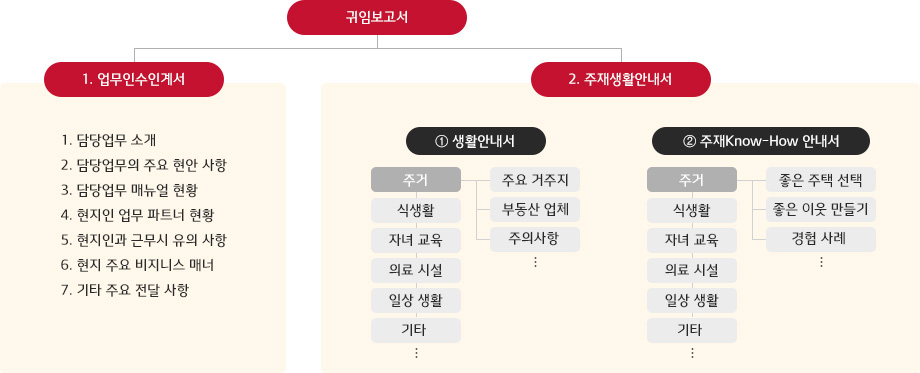 귀임보고서
1. 업무인수인계서
1. 담당업무 소개
2. 담당업무의 주요 현안 사항
3. 담당업무 매뉴얼 현황
4. 현지인 업무 파트너 현황
5. 현지인과 근무시 유의 사항
6. 현지 주요 비지니스 매너
7. 기타 주요 전달 사항
2. 주재생활안내서
① 생활안내서
주거
식생활
자녀 교육
의료 시설
일상 생활
기타
⋮
주요 거주지
부동산 업체
주의사항
⋮
② 주재Know-How 안내서
주거
식생활
자녀 교육
의료 시설
일상 생활
기타
⋮
좋은 주택 선택
좋은 이웃 만들기
경험 사례
⋮